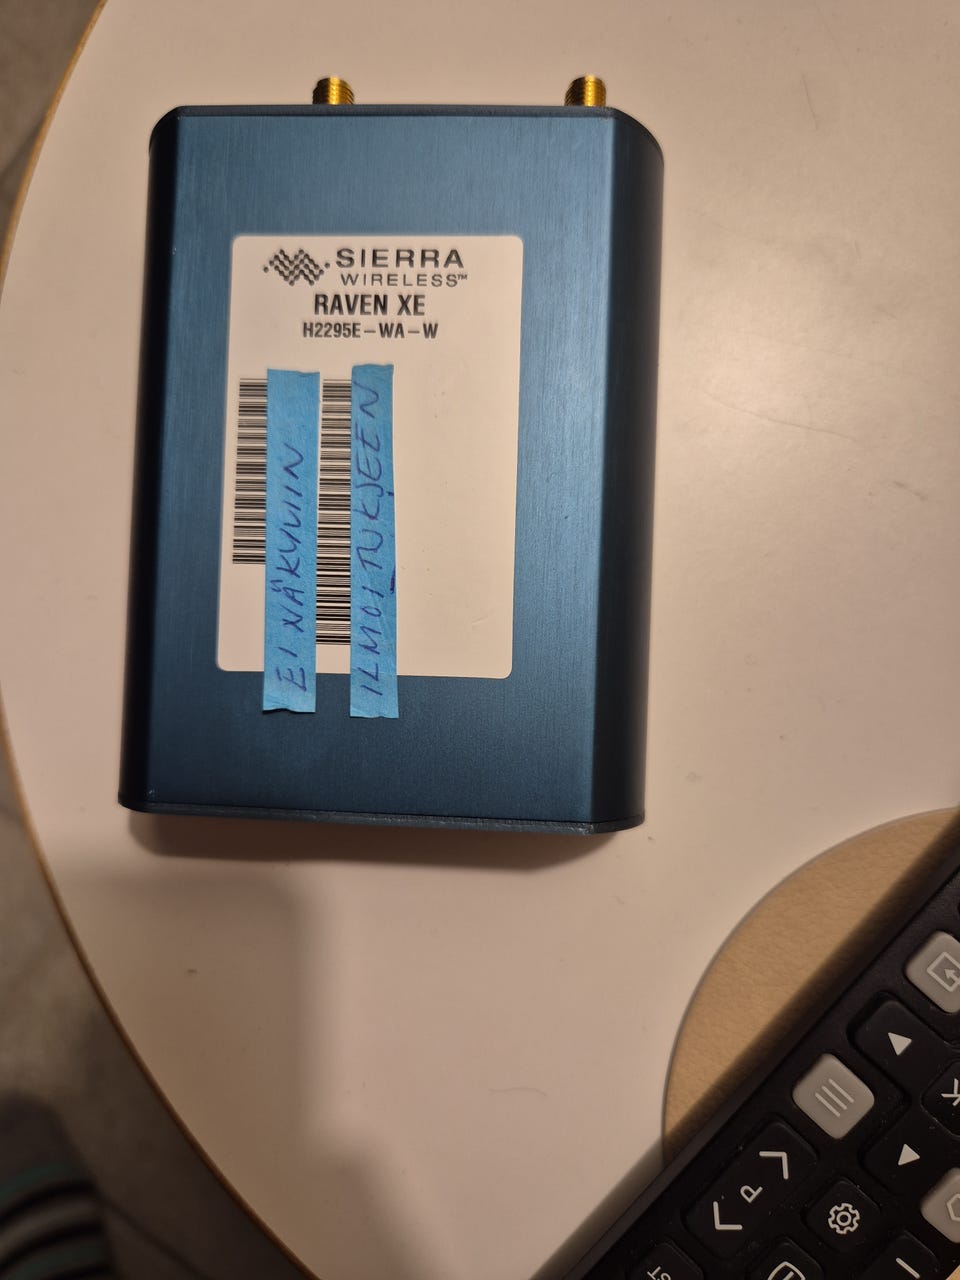 SIERRA
WIRELESS™
RAVEN XE
H2295E-WA-W
EI NÄKYVIIN
ILMOITUKSEEN
P